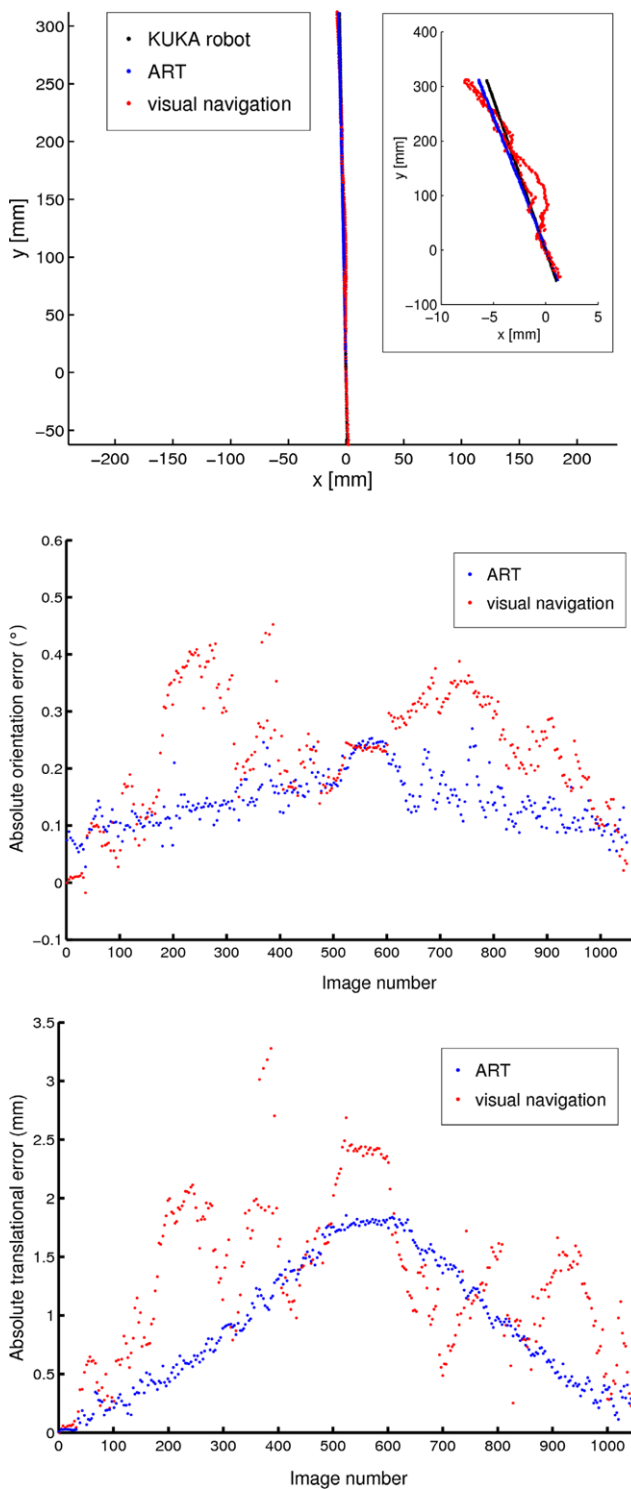 300
250
200
150
100
50
0
−50
y [mm]
−200 −150 −100 −50 0 50 100 150 200
x [mm]
KUKA robot
ART
visual navigation
400
300
200
100
0
−100
y [mm]
−10 −5 0 5
x [mm]
0.6
0.5
0.4
0.3
0.2
0.1
0
−0.1
Absolute orientation error (°)
ART
visual navigation
0 100 200 300 400 500 600 700 800 900 1000
Image number
3.5
3
2.5
2
1.5
1
0.5
0
Absolute translational error (mm)
ART
visual navigation
0 100 200 300 400 500 600 700 800 900 1000
Image number